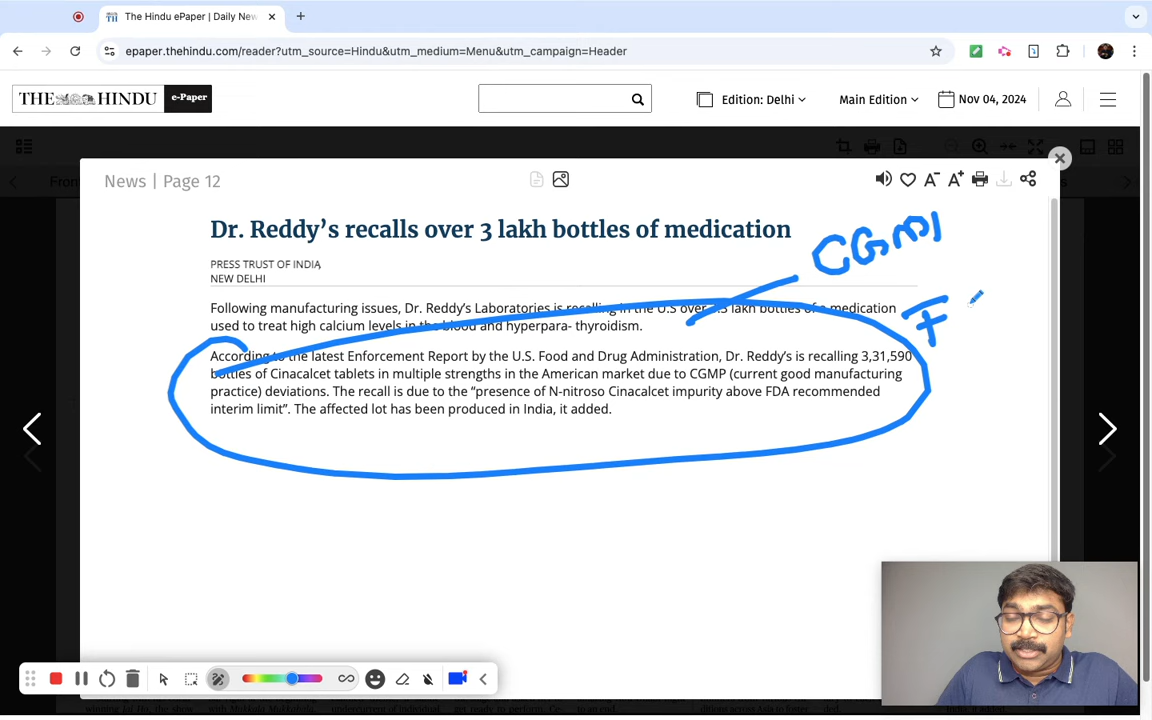 The Hindu ePaper | Daily New
epaper.thehindu.com/reader?utm_source=Hindu&utm_medium=Menu&utm_campaign=Header
THE HINDU e-Paper
Edition: Delhi
Main Edition
Nov 04, 2024
News | Page 12
A- A+
Dr. Reddy's recalls over 3 lakh bottles of medication
PRESS TRUST OF INDIA
NEW DELHI
CGMP
Following manufacturing issues, Dr. Reddy's Laboratories is recalling in the U.S over 3.3 lakh bottles of a medication
used to treat high calcium levels in the blood and hyperpara- thyroidism.
F
According to the latest Enforcement Report by the U.S. Food and Drug Administration, Dr. Reddy's is recalling 3,31,590
bottles of Cinacalcet tablets in multiple strengths in the American market due to CGMP (current good manufacturing
practice) deviations. The recall is due to the “presence of N-nitroso Cinacalcet impurity above FDA recommended
interim limit”. The affected lot has been produced in India, it added.